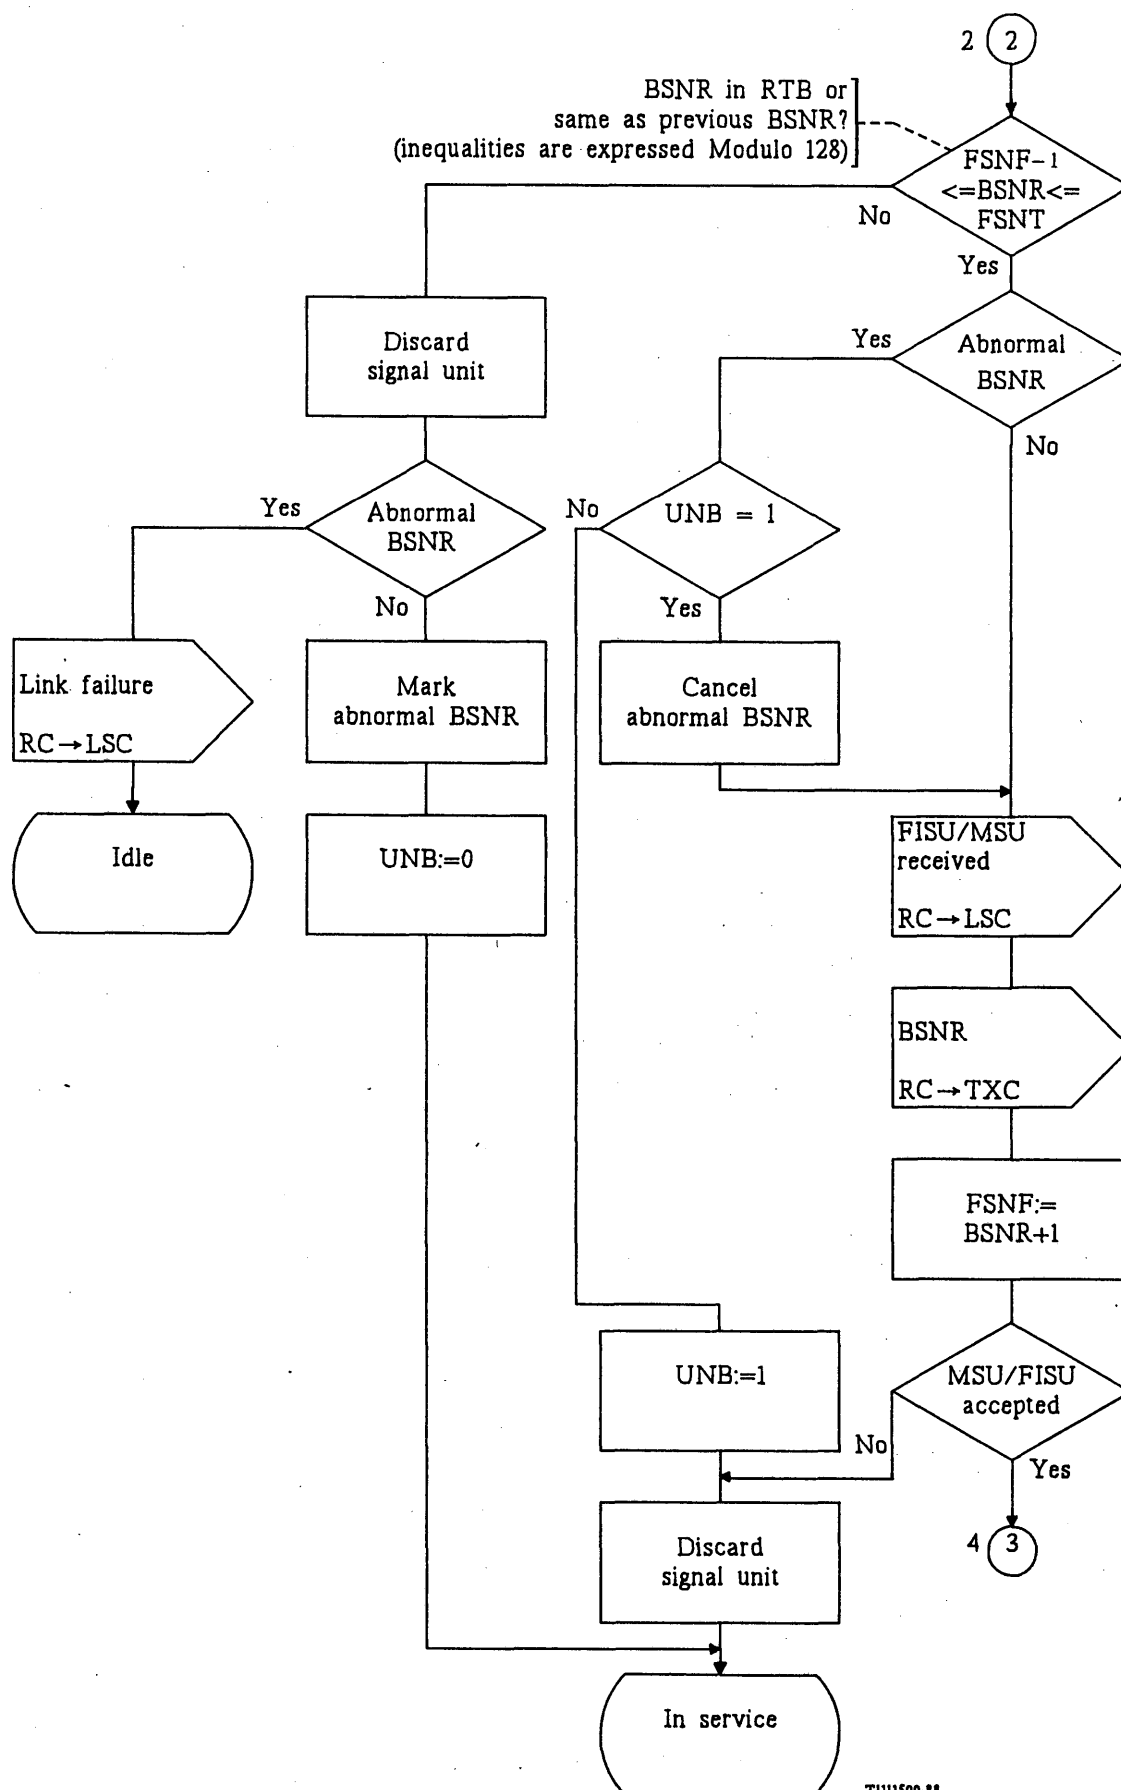 2 2
BSNR in RTB or
same as previous BSNR?
(inequalities are expressed Modulo 128)
FSNF-1
<=BSNR<=
FSNT
No
Yes
Discard
signal unit
Yes
Abnormal
BSNR
No
Yes
Abnormal
BSNR
No
No
UNB = 1
Yes
Link failure
RC→LSC
Mark
abnormal BSNR
Cancel
abnormal BSNR
Idle
UNB:=0
FISU/MSU
received
RC→LSC
BSNR
RC→TXC
FSNF:=
BSNR+1
UNB:=1
MSU/FISU
accepted
No
Yes
Discard
signal unit
4 3
In service